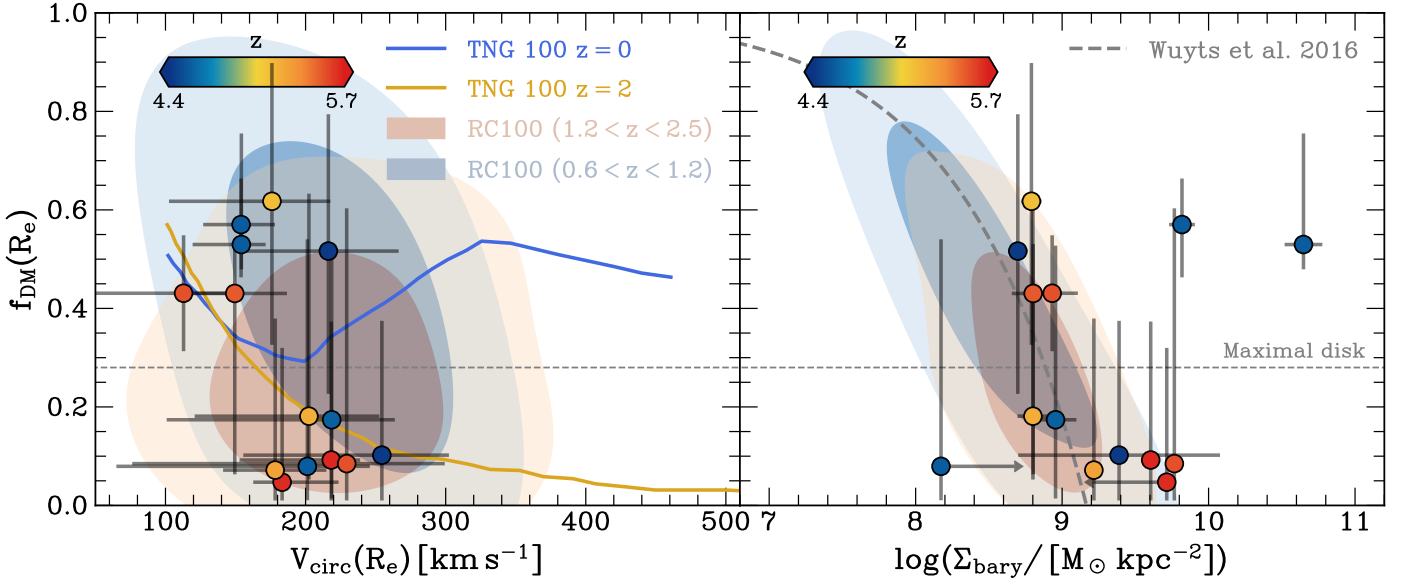 z
4.4 5.7
TNG 100 z = 0
TNG 100 z = 2
RC100 (1.2 < z < 2.5)
RC100 (0.6 < z < 1.2)
f_DM(R_e)
1.0
0.8
0.6
0.4
0.2
0.0
100 200 300 400 500
V_circ(R_e) [km s⁻¹]
z
4.4 5.7
Wuyts et al. 2016
Maximal disk
7 8 9 10 11
log(Σ_bary/[M_⊙ kpc⁻²])